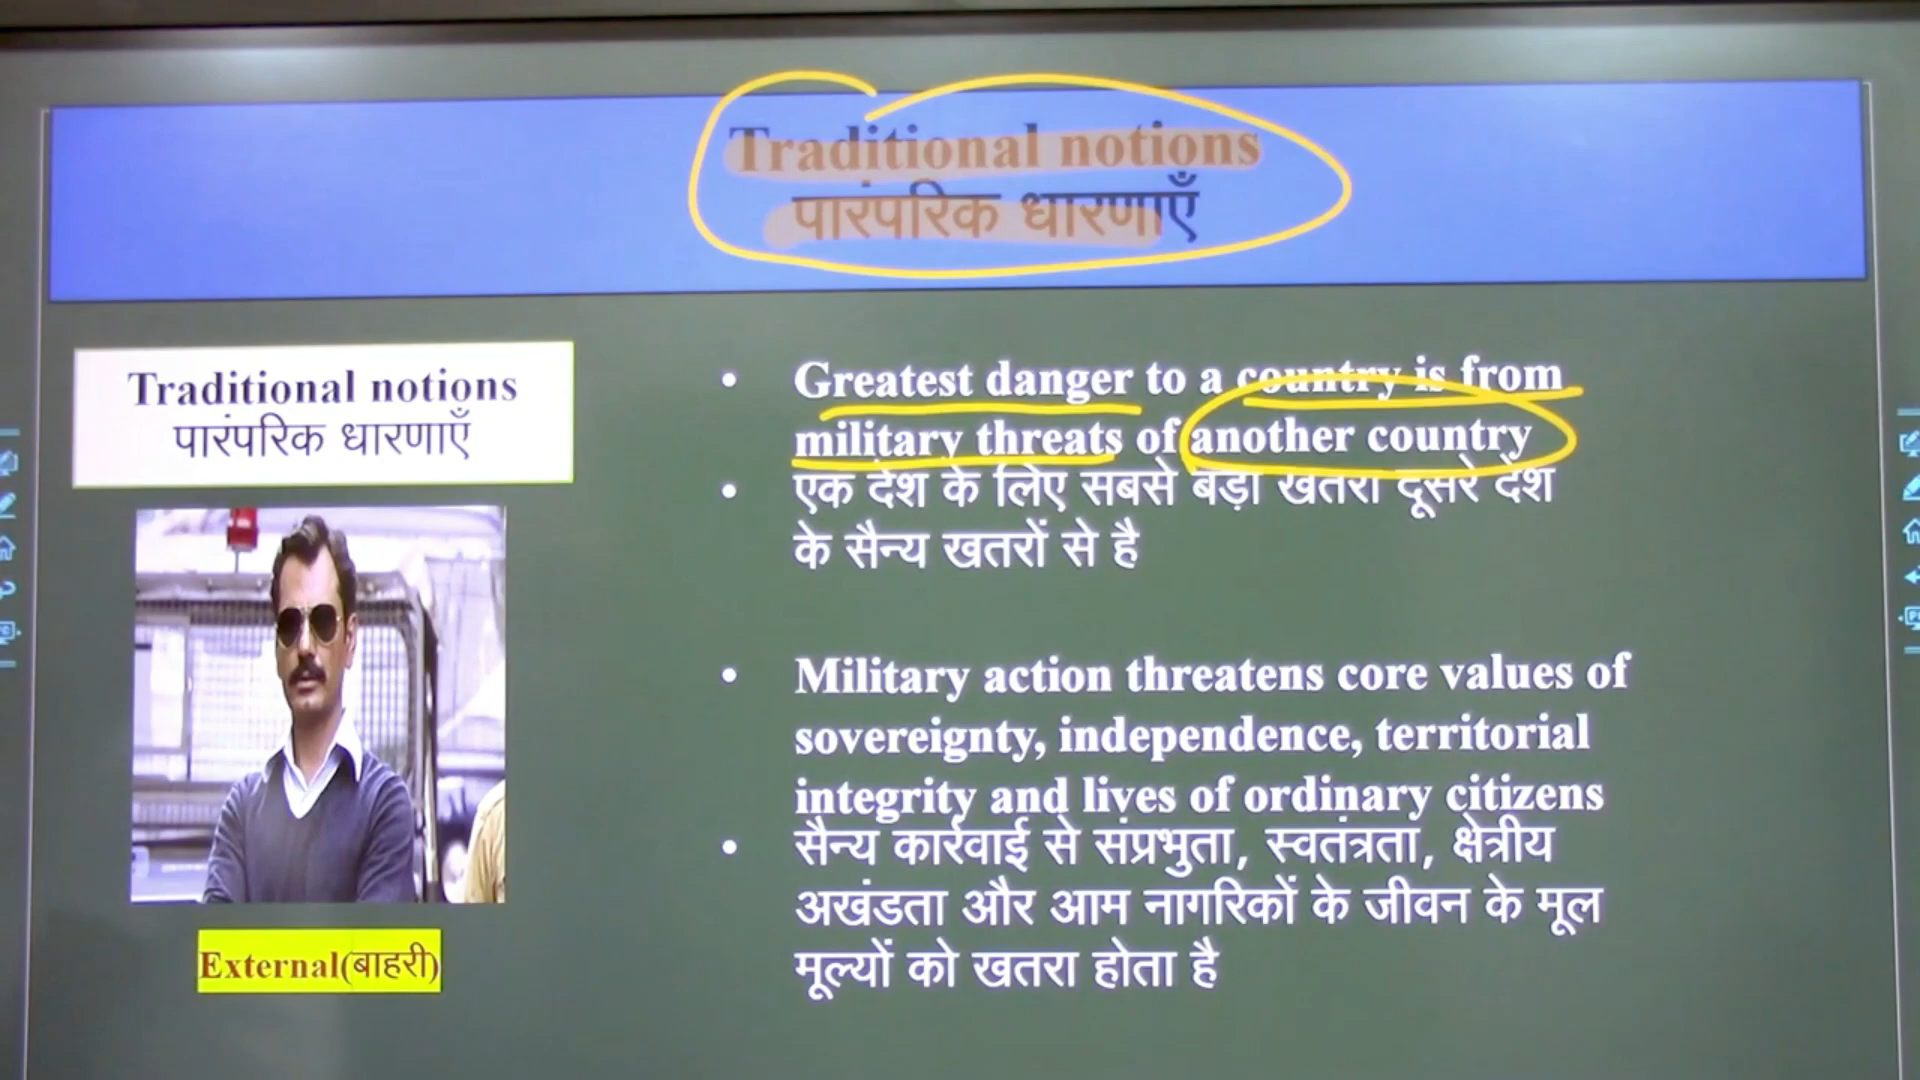 Traditional notions
पारंपरिक धारणाएँ
Traditional notions
पारंपरिक धारणाएँ
External(बाहरी)
• Greatest danger to a country is from
military threats of another country
• एक देश के लिए सबसे बड़ा खतरा दूसरे देश
के सैन्य खतरों से है
• Military action threatens core values of
sovereignty, independence, territorial
integrity and lives of ordinary citizens
• सैन्य कार्रवाई से संप्रभुता, स्वतंत्रता, क्षेत्रीय
अखंडता और आम नागरिकों के जीवन के मूल
मूल्यों को खतरा होता है